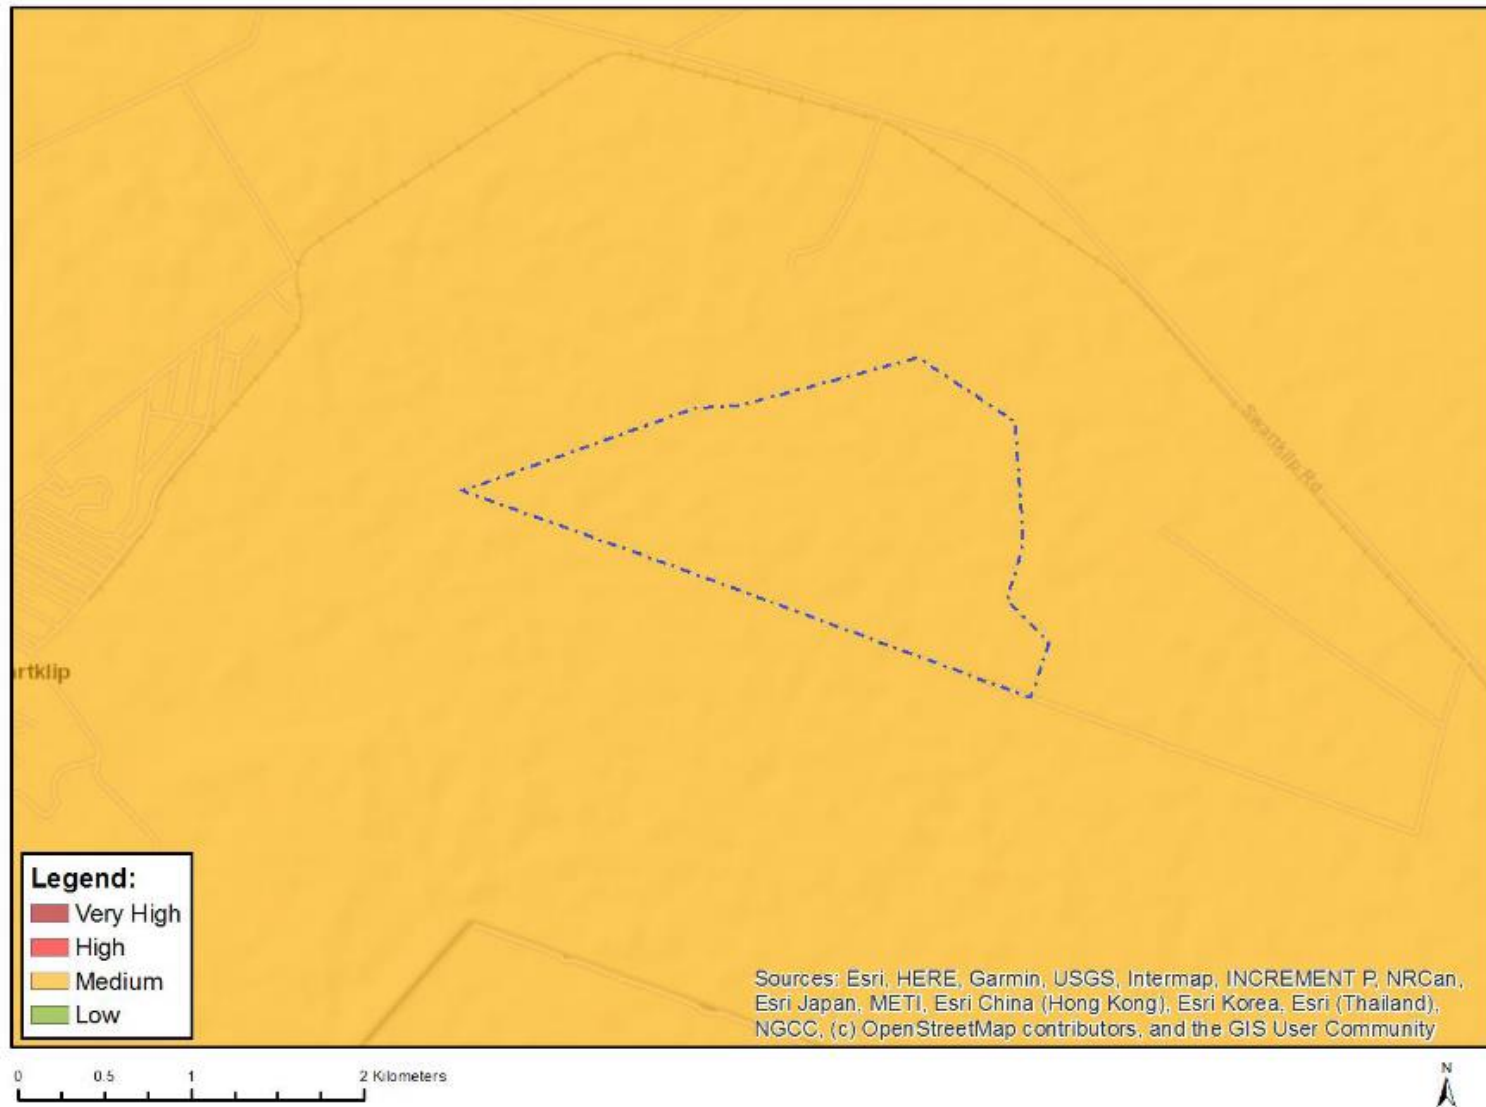 Swartklip Rd
artklip
Legend:
Very High
High
Medium
Low
Sources: Esri, HERE, Garmin, USGS, Intermap, INCREMENT P, NRCan,
Esri Japan, METI, Esri China (Hong Kong), Esri Korea, Esri (Thailand),
NGCC, (c) OpenStreetMap contributors, and the GIS User Community
0 0.5 1 2 Kilometers
N